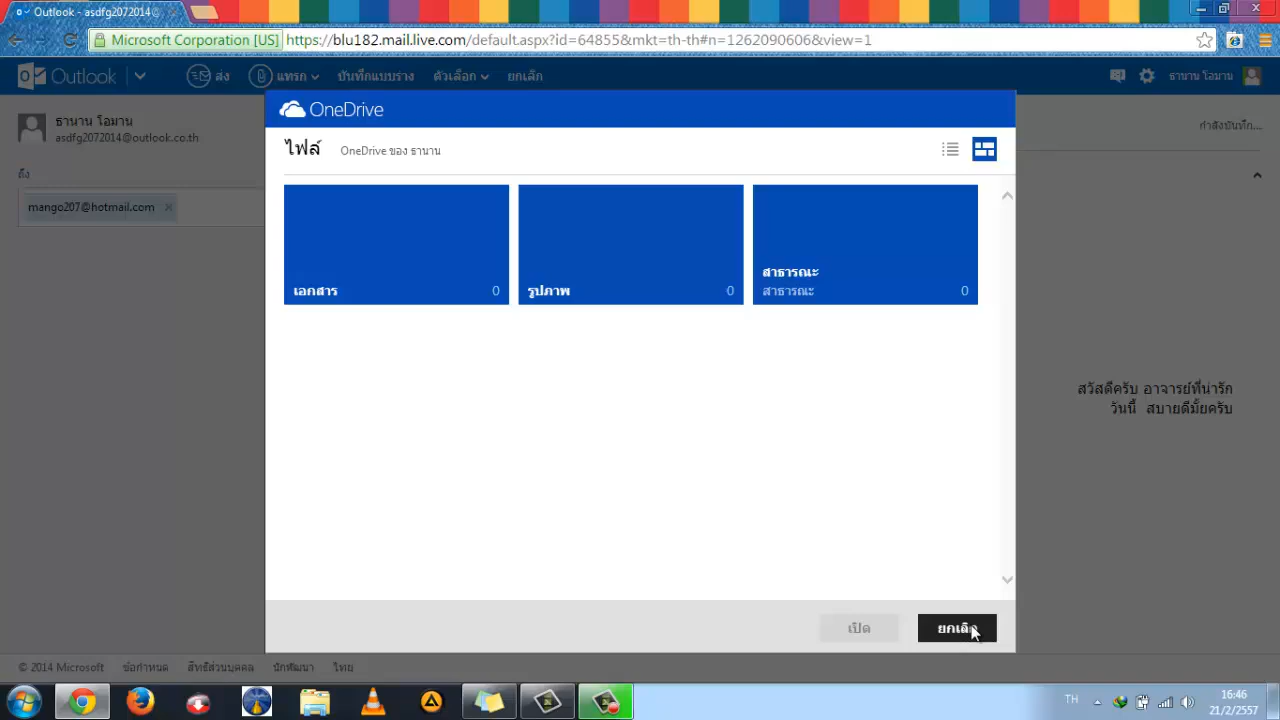 Outlook - asdfg2072014@
Microsoft Corporation [US] https://blu182.mail.live.com/default.aspx?id=64855&mkt=th-th#n=1262090606&view=1
Outlook ส่ง แทรก บันทึกแบบร่าง ตัวเลือก ยกเลิก ธานาน โอมาน
OneDrive
ธานาน โอมาน
asdfg2072014@outlook.co.th
กำลังบันทึก...
ไฟล์ OneDrive ของ ธานาน
ถึง
mango207@hotmail.com
เอกสาร 0
รูปภาพ 0
สาธารณะ
สาธารณะ 0
สวัสดีครับ อาจารย์ที่น่ารัก
วันนี้ สบายดีมั้ยครับ
เปิด ยกเลิก
© 2014 Microsoft ข้อกำหนด สิทธิส่วนบุคคล นักพัฒนา ไทย
TH 16:46
21/2/2557